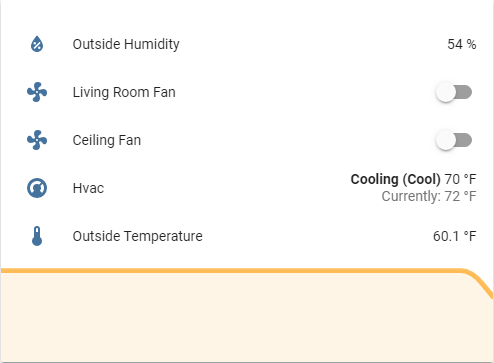 Outside Humidity 54 %
Living Room Fan
Ceiling Fan
Hvac Cooling (Cool) 70 °F
Currently: 72 °F
Outside Temperature 60.1 °F